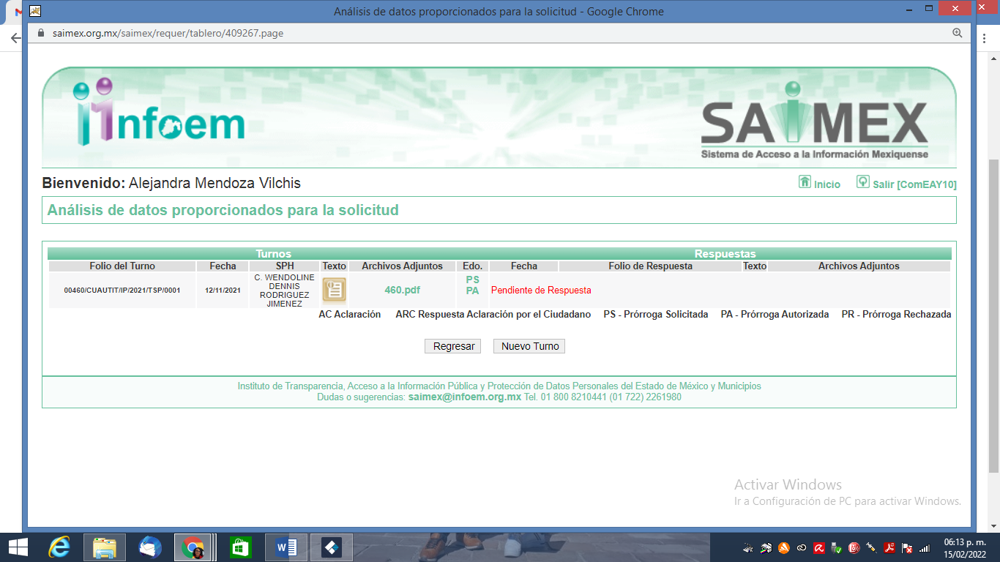 Análisis de datos proporcionados para la solicitud - Google Chrome
saimex.org.mx/saimex/requer/tablero/409267.page
infoem
SAIMEX
Sistema de Acceso a la Información Mexiquense
Bienvenido: Alejandra Mendoza Vilchis
Inicio
Salir [ComEAY10]
Análisis de datos proporcionados para la solicitud
Turnos
Respuestas
Folio del Turno
Fecha
SPH
Texto
Archivos Adjuntos
Edo.
Fecha
Folio de Respuesta
Texto
Archivos Adjuntos
00460/CUAUTIT/IP/2021/TSP/0001
12/11/2021
C. WENDOLINE
DENNIS
RODRIGUEZ
JIMENEZ
460.pdf
PS
PA
Pendiente de Respuesta
AC Aclaración
ARC Respuesta Aclaración por el Ciudadano
PS - Prórroga Solicitada
PA - Prórroga Autorizada
PR - Prórroga Rechazada
Regresar
Nuevo Turno
Instituto de Transparencia, Acceso a la Información Pública y Protección de Datos Personales del Estado de México y Municipios
Dudas o sugerencias: saimex@infoem.org.mx Tel. 01 800 8210441 (01 722) 2261980
Activar Windows
Ir a Configuración de PC para activar Windows.
06:13 p. m.
15/02/2022